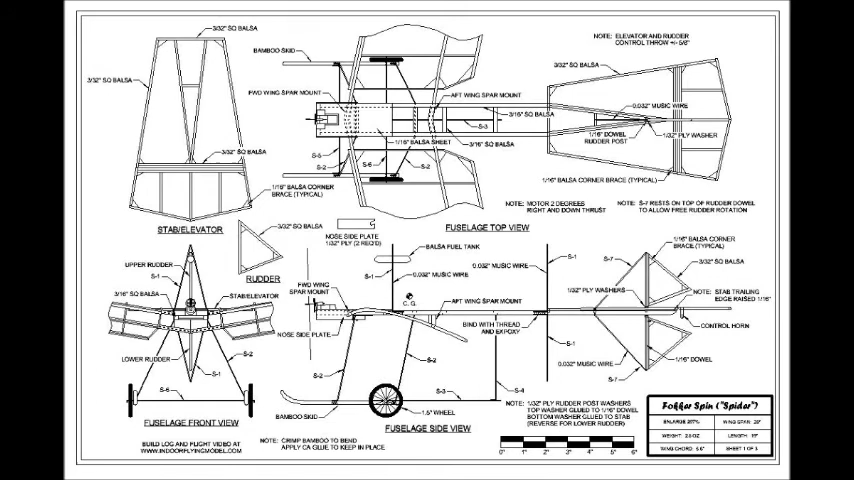 3/32" SQ BALSA
3/32" SQ BALSA
3/32" SQ BALSA
3/32" SQ BALSA
1/16" BALSA CORNER
BRACE (TYPICAL)
STAB/ELEVATOR
BAMBOO SKID
FWD WING SPAR MOUNT
AFT WING SPAR MOUNT
3/16" SQ BALSA
S-3
1/16" BALSA SHEET
3/16" SQ BALSA
S-5
S-2
S-6
S-2
NOTE: ELEVATOR AND RUDDER
CONTROL THROW +/- 5/8"
3/32" SQ BALSA
0.032" MUSIC WIRE
1/16" DOWEL
RUDDER POST
1/32" PLY WASHER
1/16" BALSA CORNER BRACE (TYPICAL)
NOTE: MOTOR 2 DEGREES
RIGHT AND DOWN THRUST
NOTE: S-7 RESTS ON TOP OF RUDDER DOWEL
TO ALLOW FREE RUDDER ROTATION
FUSELAGE TOP VIEW
NOSE SIDE PLATE
1/32" PLY (2 REQ'D)
3/32" SQ BALSA
RUDDER
UPPER RUDDER
S-1
3/16" SQ BALSA
STAB/ELEVATOR
LOWER RUDDER
S-2
S-1
S-6
FUSELAGE FRONT VIEW
BUILD LOG AND FLIGHT VIDEO AT
WWW.INDOORFLYINGMODEL.COM
BALSA FUEL TANK
S-1
0.032" MUSIC WIRE
0.032" MUSIC WIRE
S-1
FWD WING
SPAR MOUNT
C. G.
AFT WING SPAR MOUNT
NOSE SIDE PLATE
BIND WITH THREAD
AND EXPOXY
S-2
S-2
S-3
S-4
BAMBOO SKID
1.5" WHEEL
FUSELAGE SIDE VIEW
NOTE: CRIMP BAMBOO TO BEND
APPLY CA GLUE TO KEEP IN PLACE
S-7
1/16" BALSA CORNER
BRACE (TYPICAL)
3/32" SQ BALSA
1/32" PLY WASHERS
NOTE: STAB TRAILING
EDGE RAISED 1/16"
CONTROL HORN
0.032" MUSIC WIRE
1/16" DOWEL
S-7
NOTE: 1/32" PLY RUDDER POST WASHERS
TOP WASHER GLUED TO 1/16" DOWEL
BOTTOM WASHER GLUED TO STAB
(REVERSE FOR LOWER RUDDER)
0" 1" 2" 3" 4" 5" 6"
Fokker Spin ("Spider")
WING SPAN:
WEIGHT: 2.0 OZ
LENGTH:
SHEET 1 OF 3